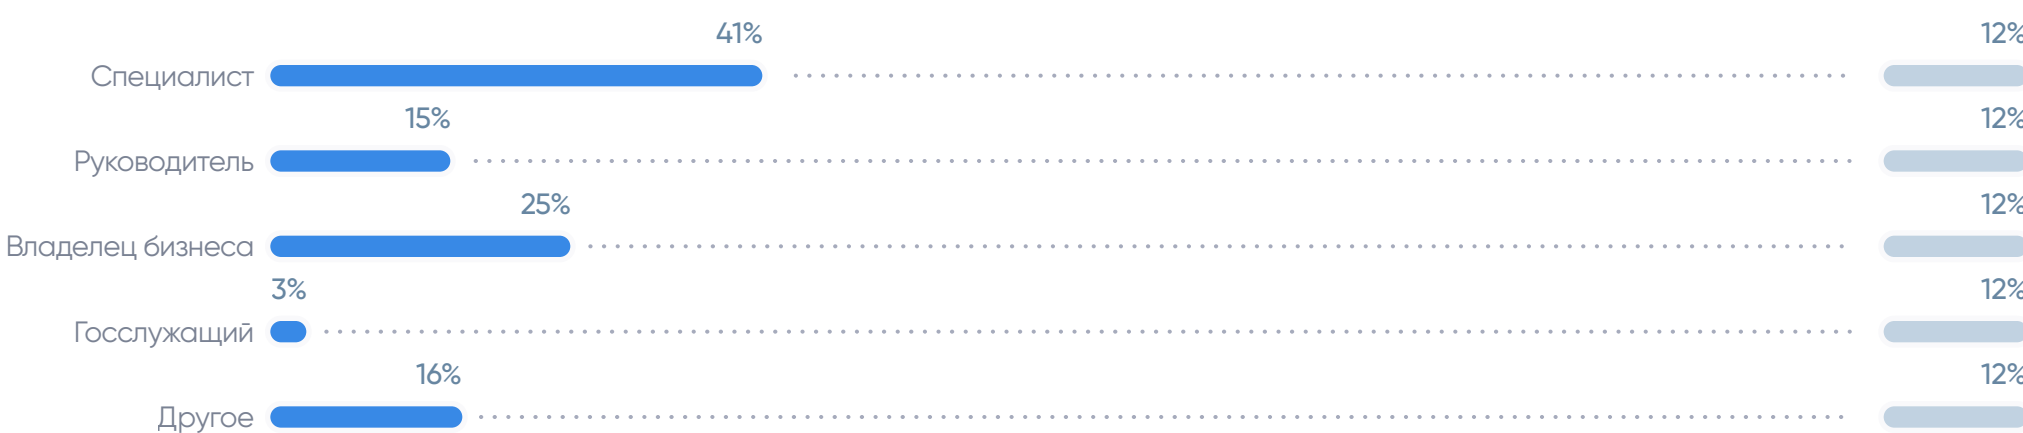 41% 12%
Специалист
15% 12%
Руководитель
25% 12%
Владелец бизнеса
3% 12%
Госслужащий
16% 12%
Другое